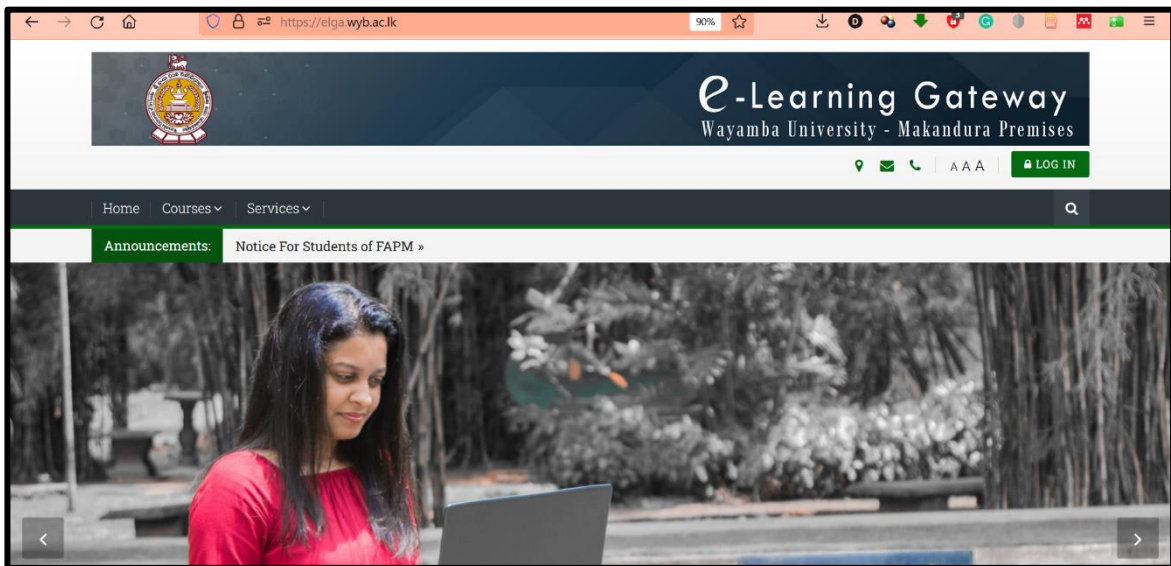 https://elga.wyb.ac.lk 90%
e-Learning Gateway
Wayamba University - Makandura Premises
A A A LOG IN
Home Courses Services
Announcements: Notice For Students of FAPM »